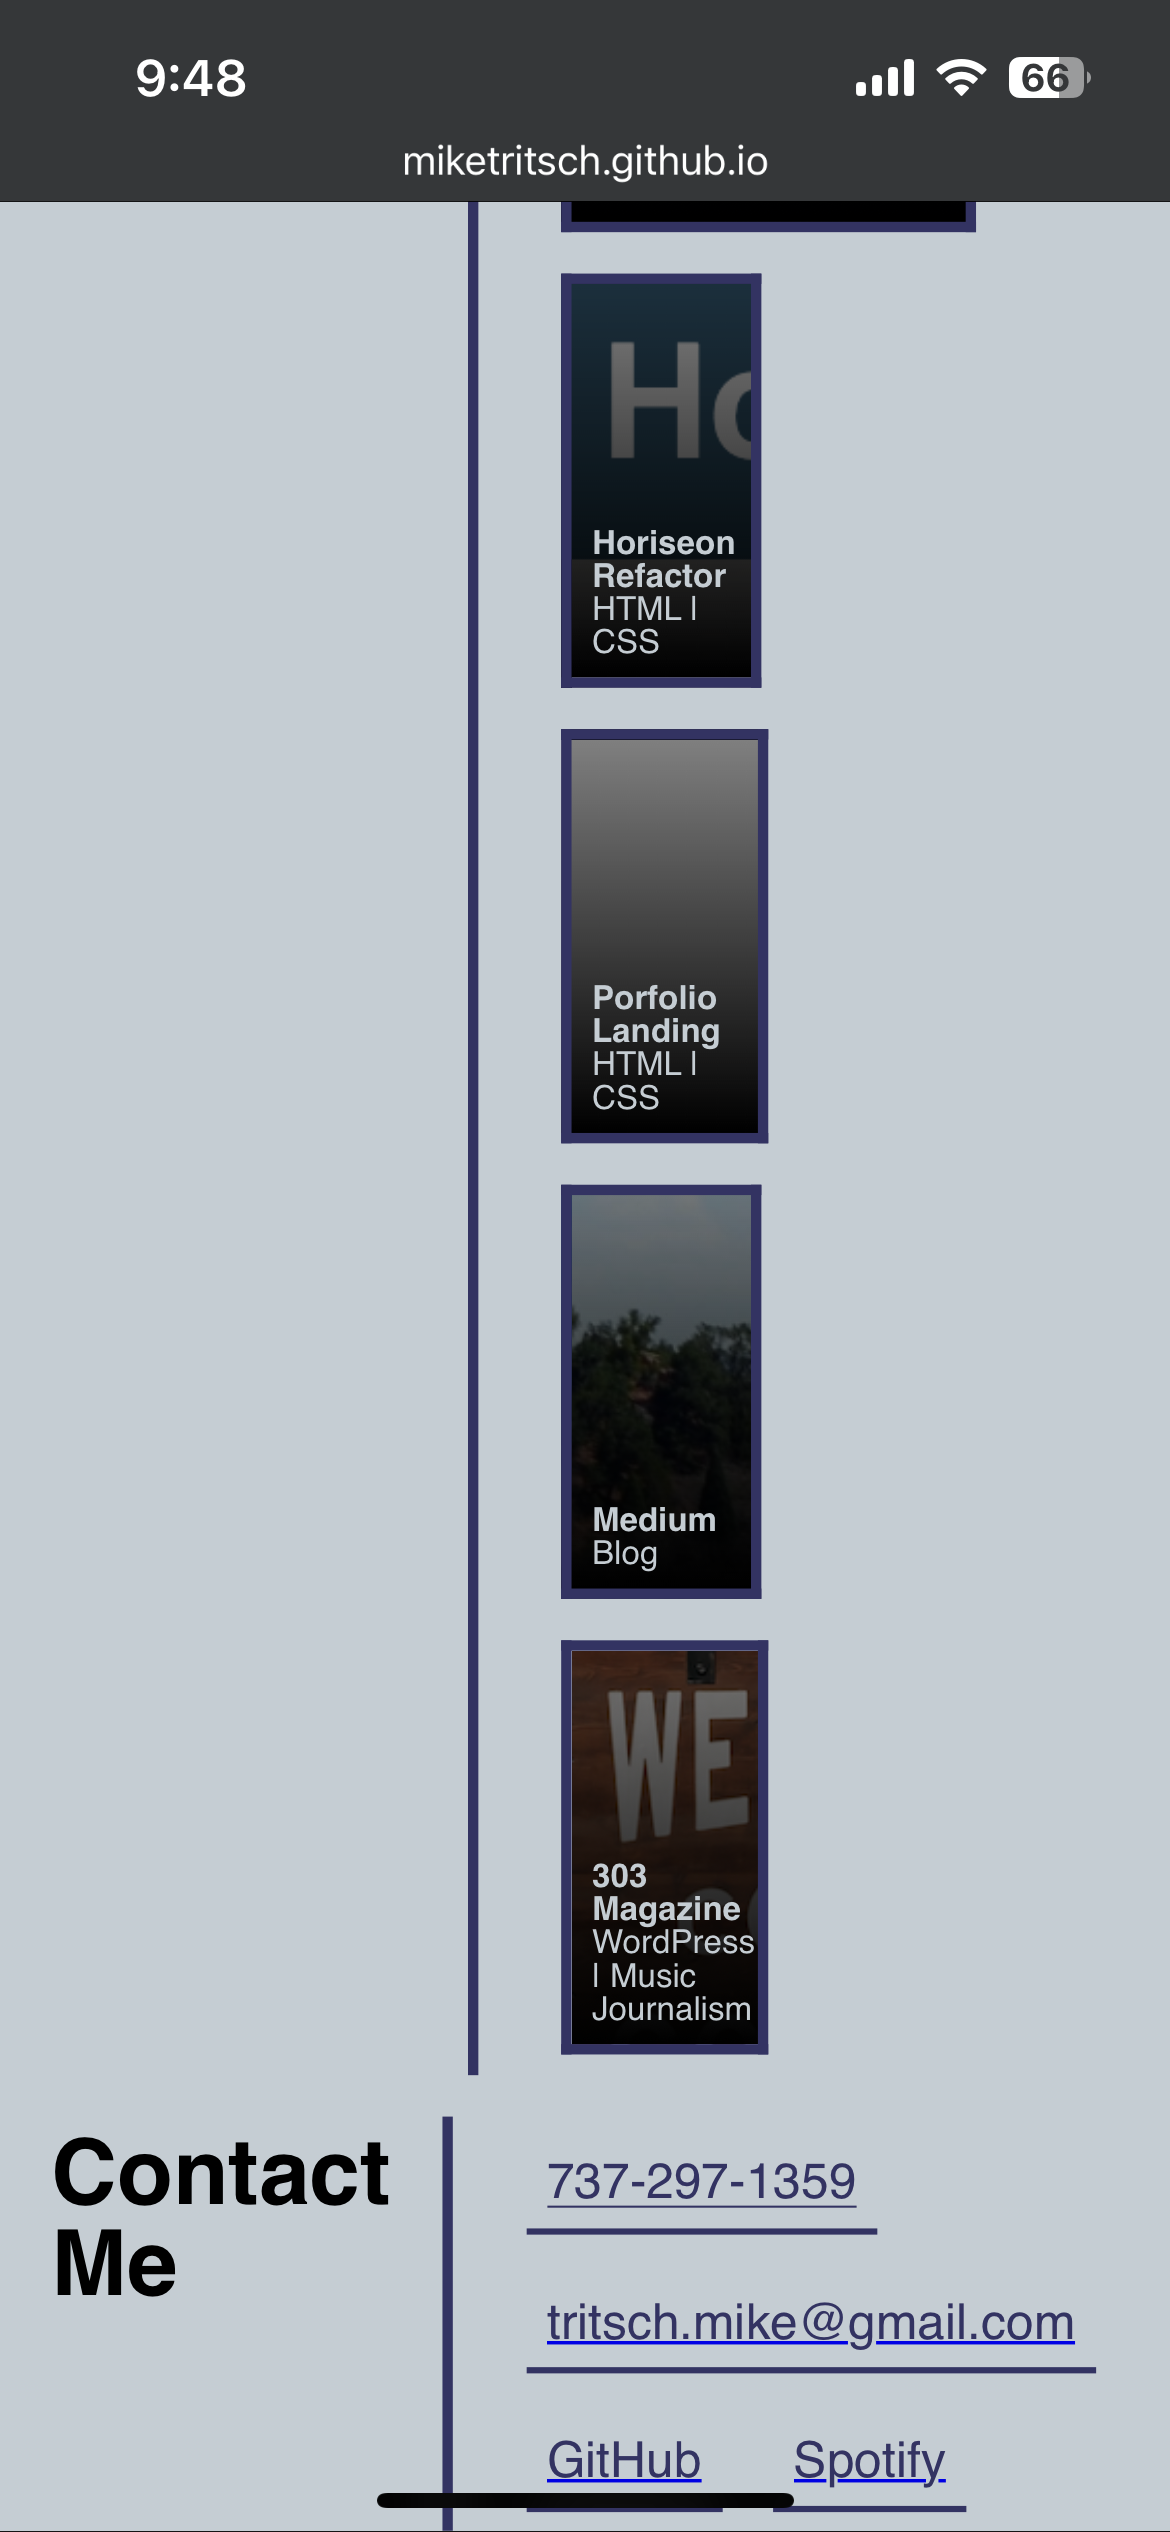 9:48
66
miketritsch.github.io
Ho
Horiseon
Refactor
HTML |
CSS
Porfolio
Landing
HTML |
CSS
Medium
Blog
WE
303
Magazine
WordPress
| Music
Journalism
Contact
Me
737-297-1359
tritsch.mike@gmail.com
GitHub Spotify